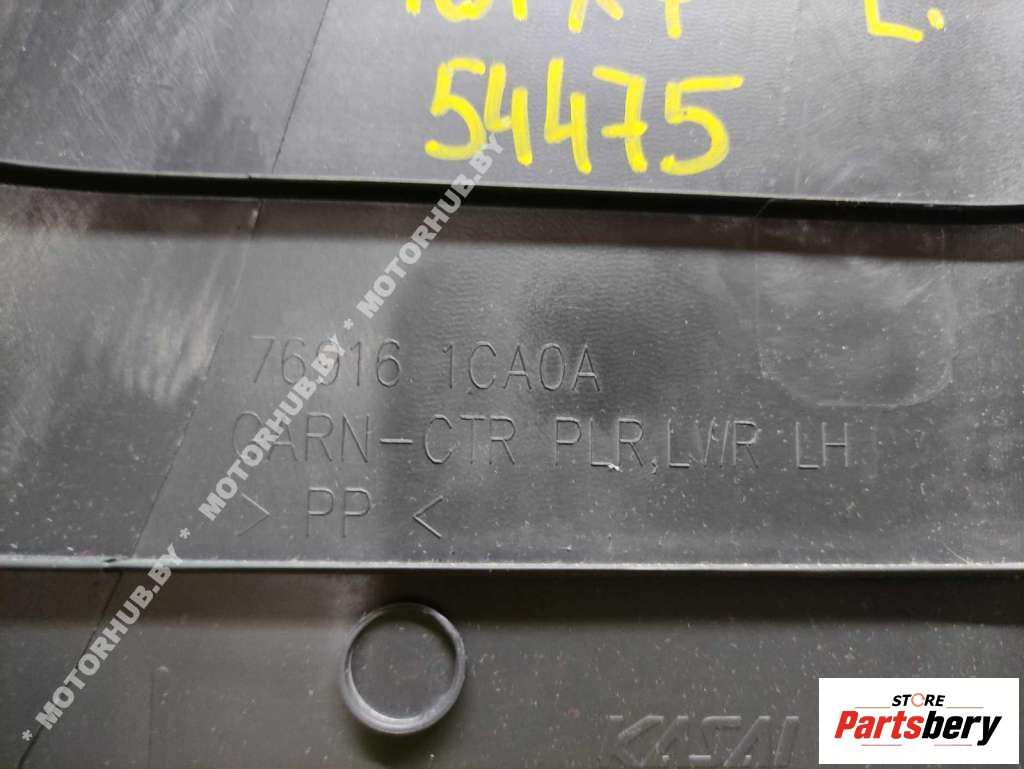 L.
54475
76916 1CA0A
GARN-CTR PLR,LWR LH
> PP <
KASAI
* MOTORHUB.BY * MOTORHUB.BY * MOTORHUB.BY
STORE
Partsbery